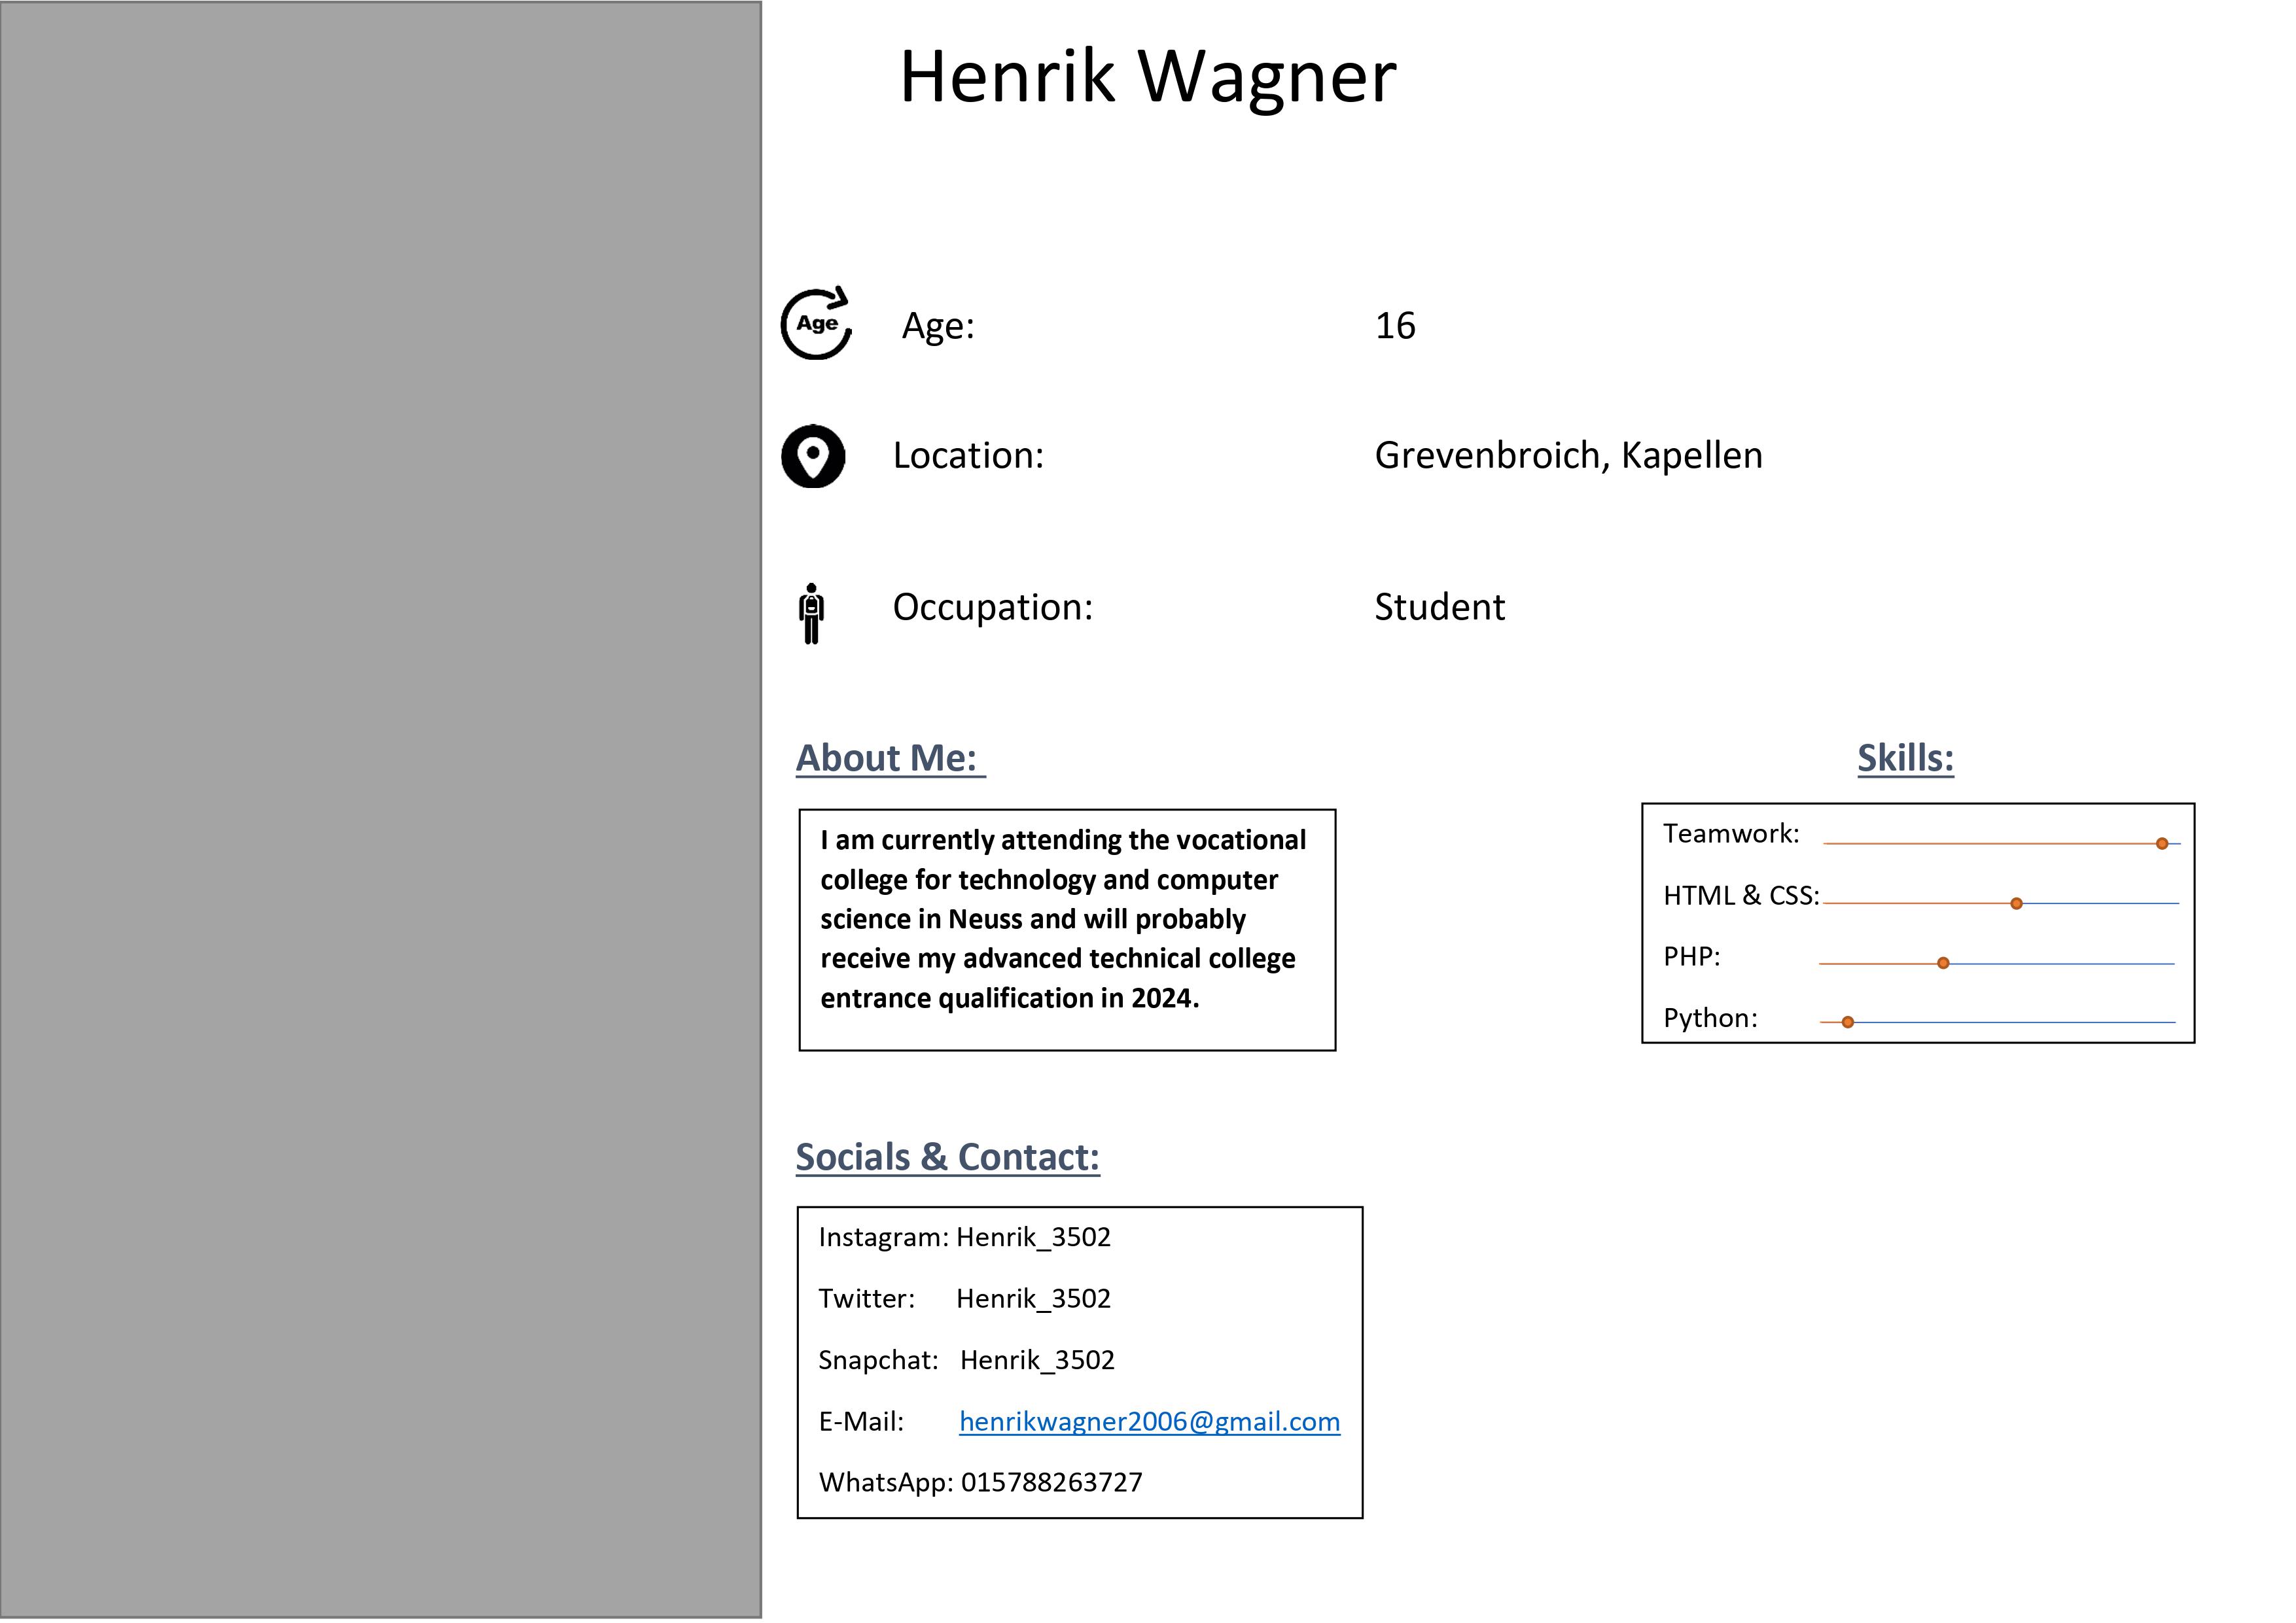 Henrik Wagner
Age
Age:
16
Location:
Grevenbroich, Kapellen
Occupation:
Student
About Me:
I am currently attending the vocational
college for technology and computer
science in Neuss and will probably
receive my advanced technical college
entrance qualification in 2024.
Skills:
Teamwork:
HTML & CSS:
PHP:
Python:
Socials & Contact:
Instagram: Henrik_3502
Twitter: Henrik_3502
Snapchat: Henrik_3502
E-Mail: henrikwagner2006@gmail.com
WhatsApp: 015788263727